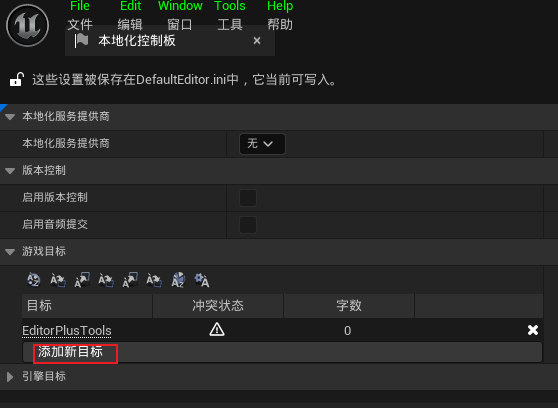 File Edit Window Tools Help
文件 编辑 窗口 工具 帮助
本地化控制板
这些设置被保存在DefaultEditor.ini中，它当前可写入。
本地化服务提供商
本地化服务提供商 无
版本控制
启用版本控制
启用音频提交
游戏目标
目标 冲突状态 字数
EditorPlusTools 0
添加新目标
引擎目标